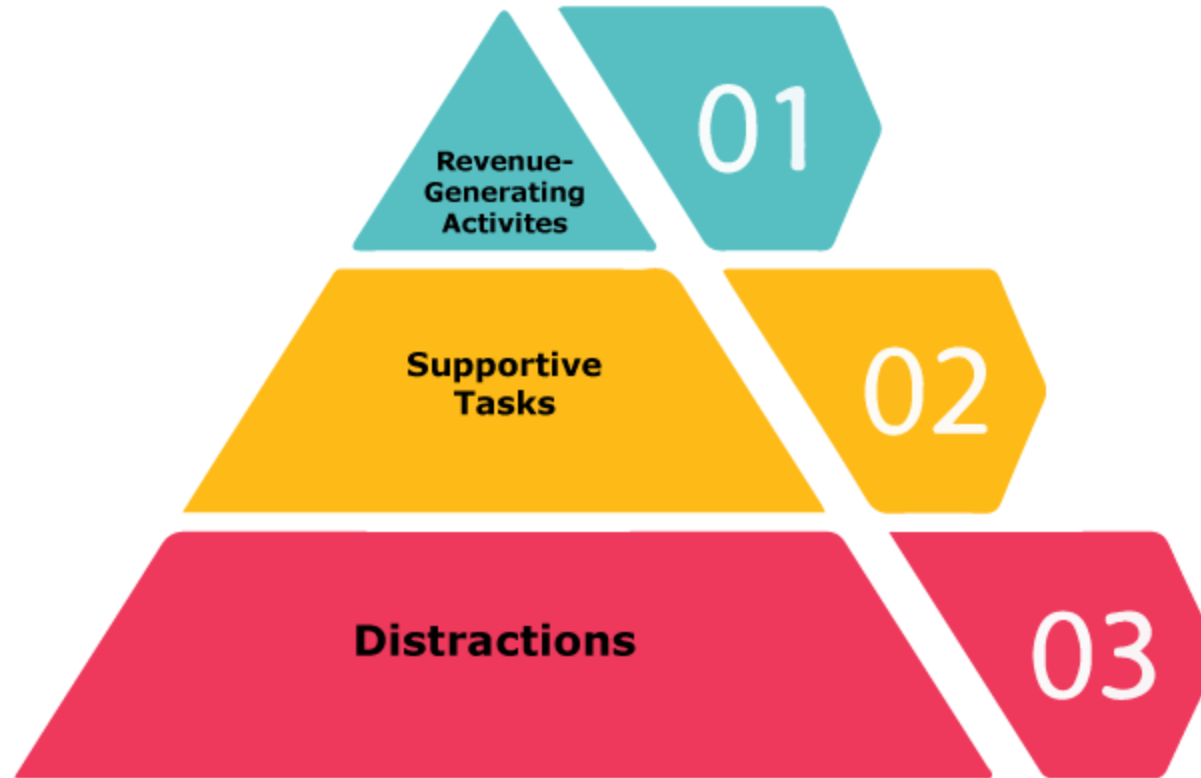 Revenue-
Generating
Activites
01
Supportive
Tasks
02
Distractions
03